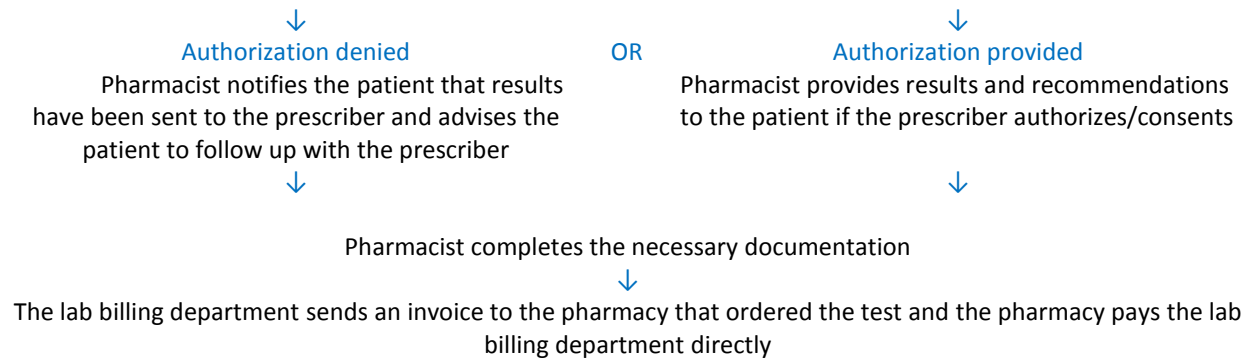 ↓ ↓
Authorization denied OR Authorization provided
Pharmacist notifies the patient that results
have been sent to the prescriber and advises the
patient to follow up with the prescriber
Pharmacist provides results and recommendations
to the patient if the prescriber authorizes/consents
↓ ↓
Pharmacist completes the necessary documentation
↓
The lab billing department sends an invoice to the pharmacy that ordered the test and the pharmacy pays the lab
billing department directly